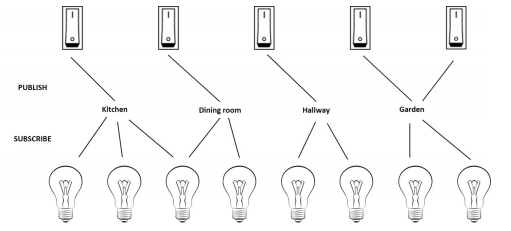 PUBLISH
Kitchen
Dining room
Hallway
Garden
SUBSCRIBE